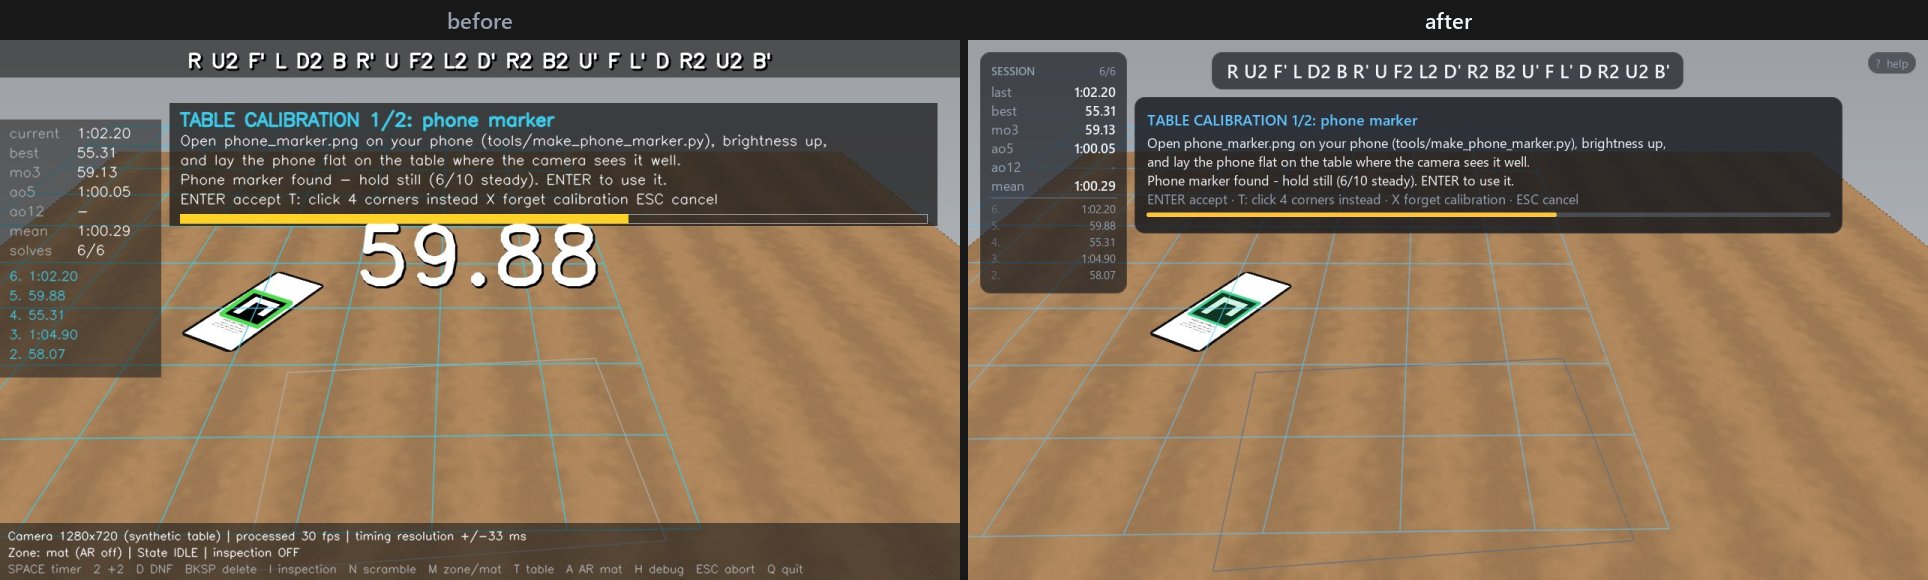 before
R U2 F' L D2 B R' U F2 L2 D' R2 B2 U' F L' D R2 U2 B'
TABLE CALIBRATION 1/2: phone marker
Open phone_marker.png on your phone (tools/make_phone_marker.py), brightness up,
and lay the phone flat on the table where the camera sees it well.
Phone marker found – hold still (6/10 steady). ENTER to use it.
ENTER accept T: click 4 corners instead X forget calibration ESC cancel
current 1:02.20
best 55.31
mo3 59.13
ao5 1:00.05
ao12 –
mean 1:00.29
solves 6/6
6. 1:02.20
5. 59.88
4. 55.31
3. 1:04.90
2. 58.07
59.88
Camera 1280x720 (synthetic table) | processed 30 fps | timing resolution +/–33 ms
Zone: mat (AR off) | State IDLE | inspection OFF
SPACE timer 2 +2 D DNF BKSP delete I inspection N scramble M zone/mat T table A AR mat H debug ESC abort Q quit
after
SESSION 6/6
last 1:02.20
best 55.31
mo3 59.13
ao5 1:00.05
ao12 -
mean 1:00.29
6. 1:02.20
5. 59.88
4. 55.31
3. 1:04.90
2. 58.07
R U2 F' L D2 B R' U F2 L2 D' R2 B2 U' F L' D R2 U2 B'
? help
TABLE CALIBRATION 1/2: phone marker
Open phone_marker.png on your phone (tools/make_phone_marker.py), brightness up,
and lay the phone flat on the table where the camera sees it well.
Phone marker found - hold still (6/10 steady). ENTER to use it.
ENTER accept · T: click 4 corners instead · X forget calibration · ESC cancel